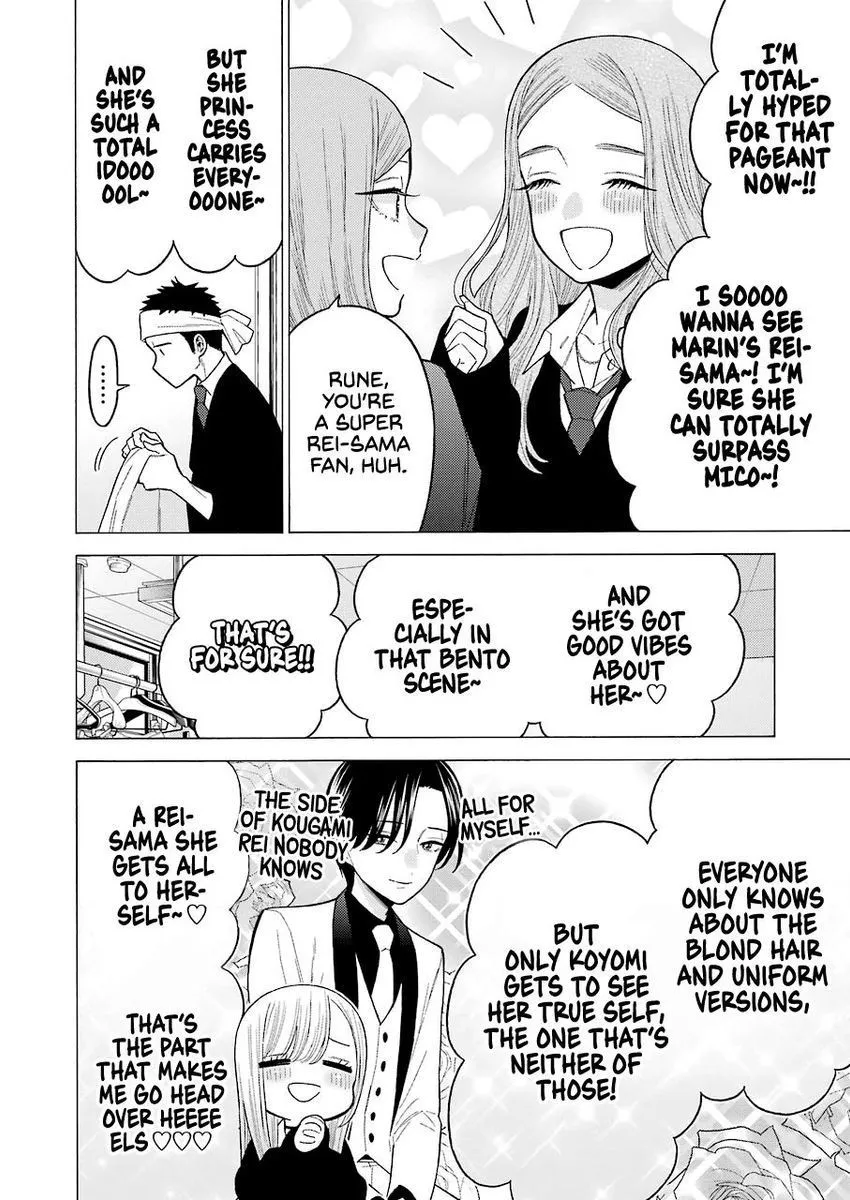 I'M
TOTAL-
LY HYPED
FOR THAT
PAGEANT
NOW~!!
I SOOOO
WANNA SEE
MARIN'S REI-
SAMA~! I'M
SURE SHE
CAN TOTALLY
SURPASS
MICO~!
RUNE,
YOU'RE
A SUPER
REI-SAMA
FAN, HUH.
BUT
SHE
PRIN-
CESS
CARRIES
EVERY-
OOONE~
AND
SHE'S
SUCH A
TOTAL
IDOOO
OOL~
....
AND
SHE'S GOT
GOOD VIBES
ABOUT
HER~♡
ESPE-
CIALLY IN
THAT BENTO
SCENE~
THAT'S
FOR SURE!!
EVERYONE
ONLY KNOWS
ABOUT THE
BLOND HAIR
AND UNIFORM
VERSIONS,
BUT
ONLY KOYOMI
GETS TO SEE
HER TRUE SELF,
THE ONE THAT'S
NEITHER OF
THOSE!
ALL FOR
MYSELF...
THE SIDE
OF KOUGAMI
REI NOBODY
KNOWS
A REI-
SAMA SHE
GETS ALL
TO HER-
SELF~♡
THAT'S
THE PART
THAT MAKES
ME GO HEAD
OVER HEEEE
ELS♡♡♡